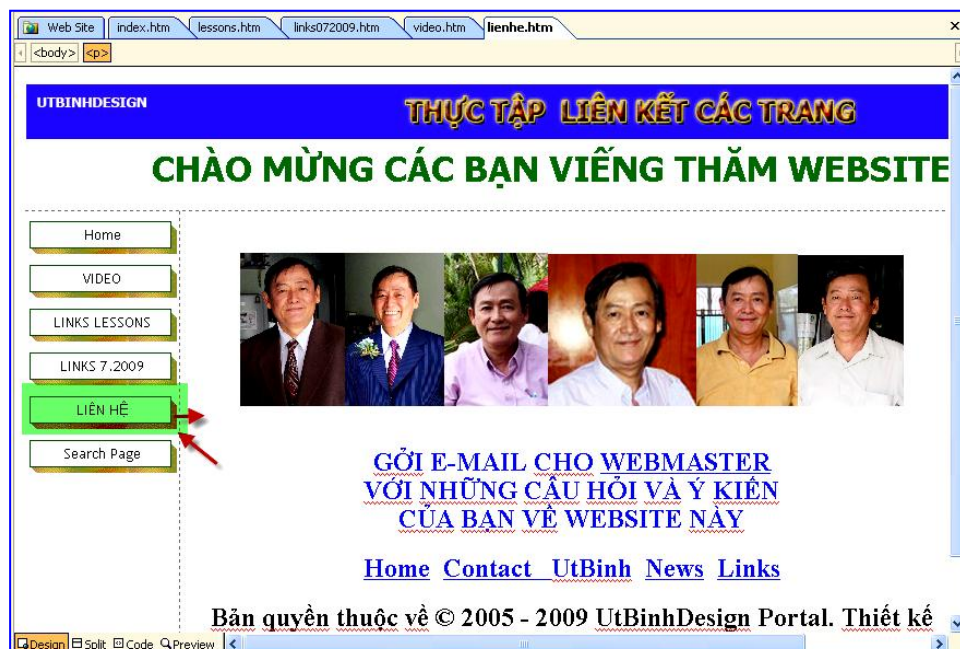 Web Site index.htm lessons.htm links072009.htm video.htm lienhe.htm
<body> <p>
UTBINHDESIGN
THỰC TẬP LIÊN KẾT CÁC TRANG
CHÀO MỪNG CÁC BẠN VIẾNG THĂM WEBSITE
Home
VIDEO
LINKS LESSONS
LINKS 7.2009
LIÊN HỆ
Search Page
GỞI E-MAIL CHO WEBMASTER
VỚI NHỮNG CÂU HỎI VÀ Ý KIẾN
CỦA BẠN VỀ WEBSITE NÀY
Home Contact UtBinh News Links
Bản quyền thuộc về © 2005 - 2009 UtBinhDesign Portal. Thiết kế
Design Split Code Preview